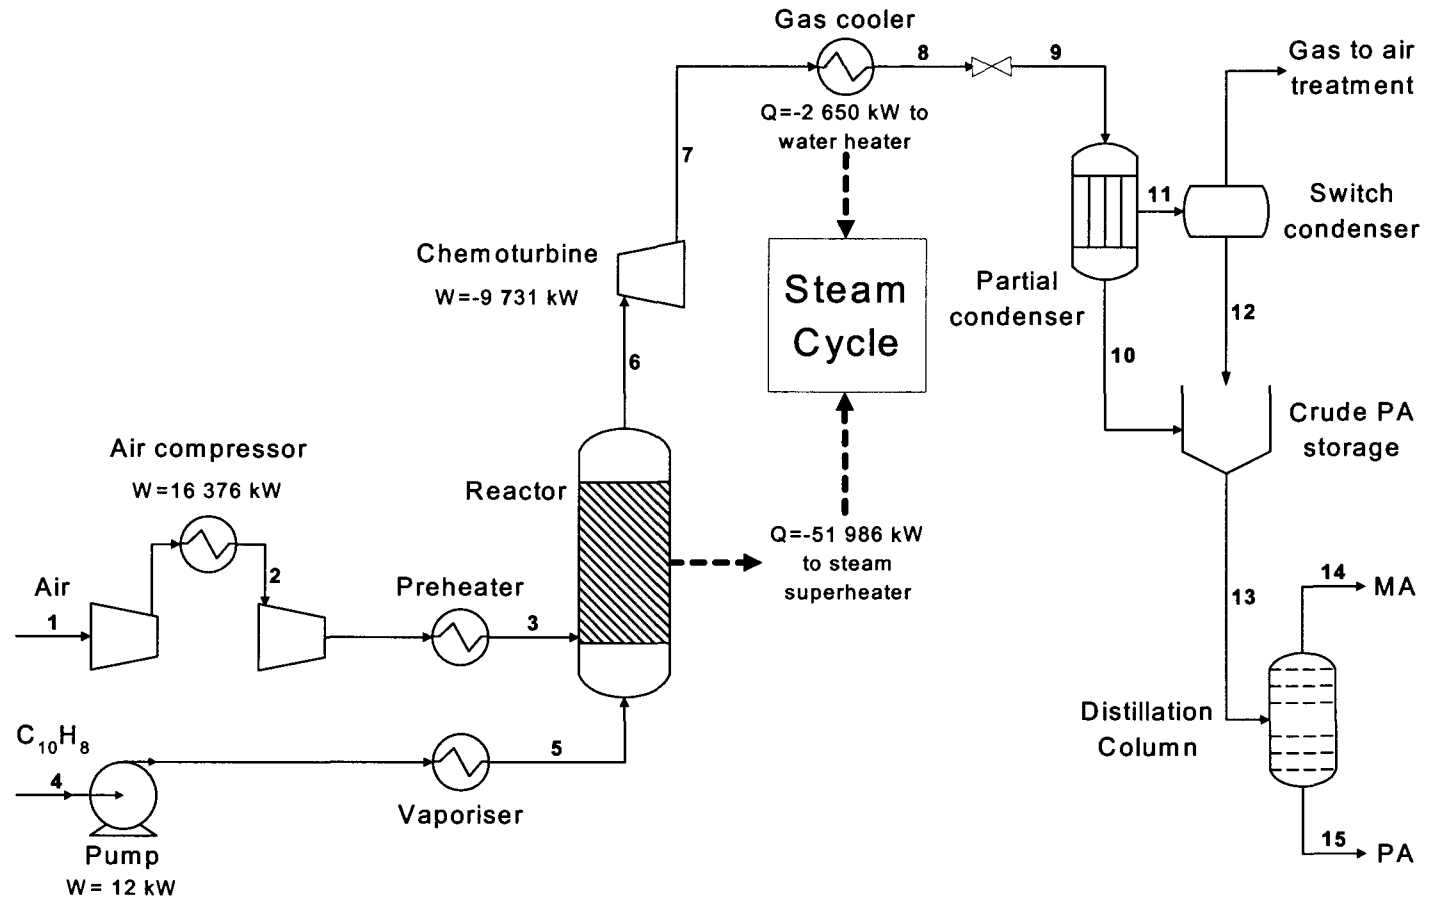 Gas cooler
8
9
Gas to air
treatment
Q=-2 650 kW to
water heater
7
11
Switch
condenser
Chemoturbine
W=-9 731 kW
Steam
Cycle
Partial
condenser
12
6
10
Crude PA
storage
Air compressor
W=16 376 kW
Reactor
Q=-51 986 kW
to steam
superheater
Air
1
2
Preheater
3
13
14
MA
C10H8
4
5
Vaporiser
Distillation
Column
Pump
W= 12 kW
15
PA